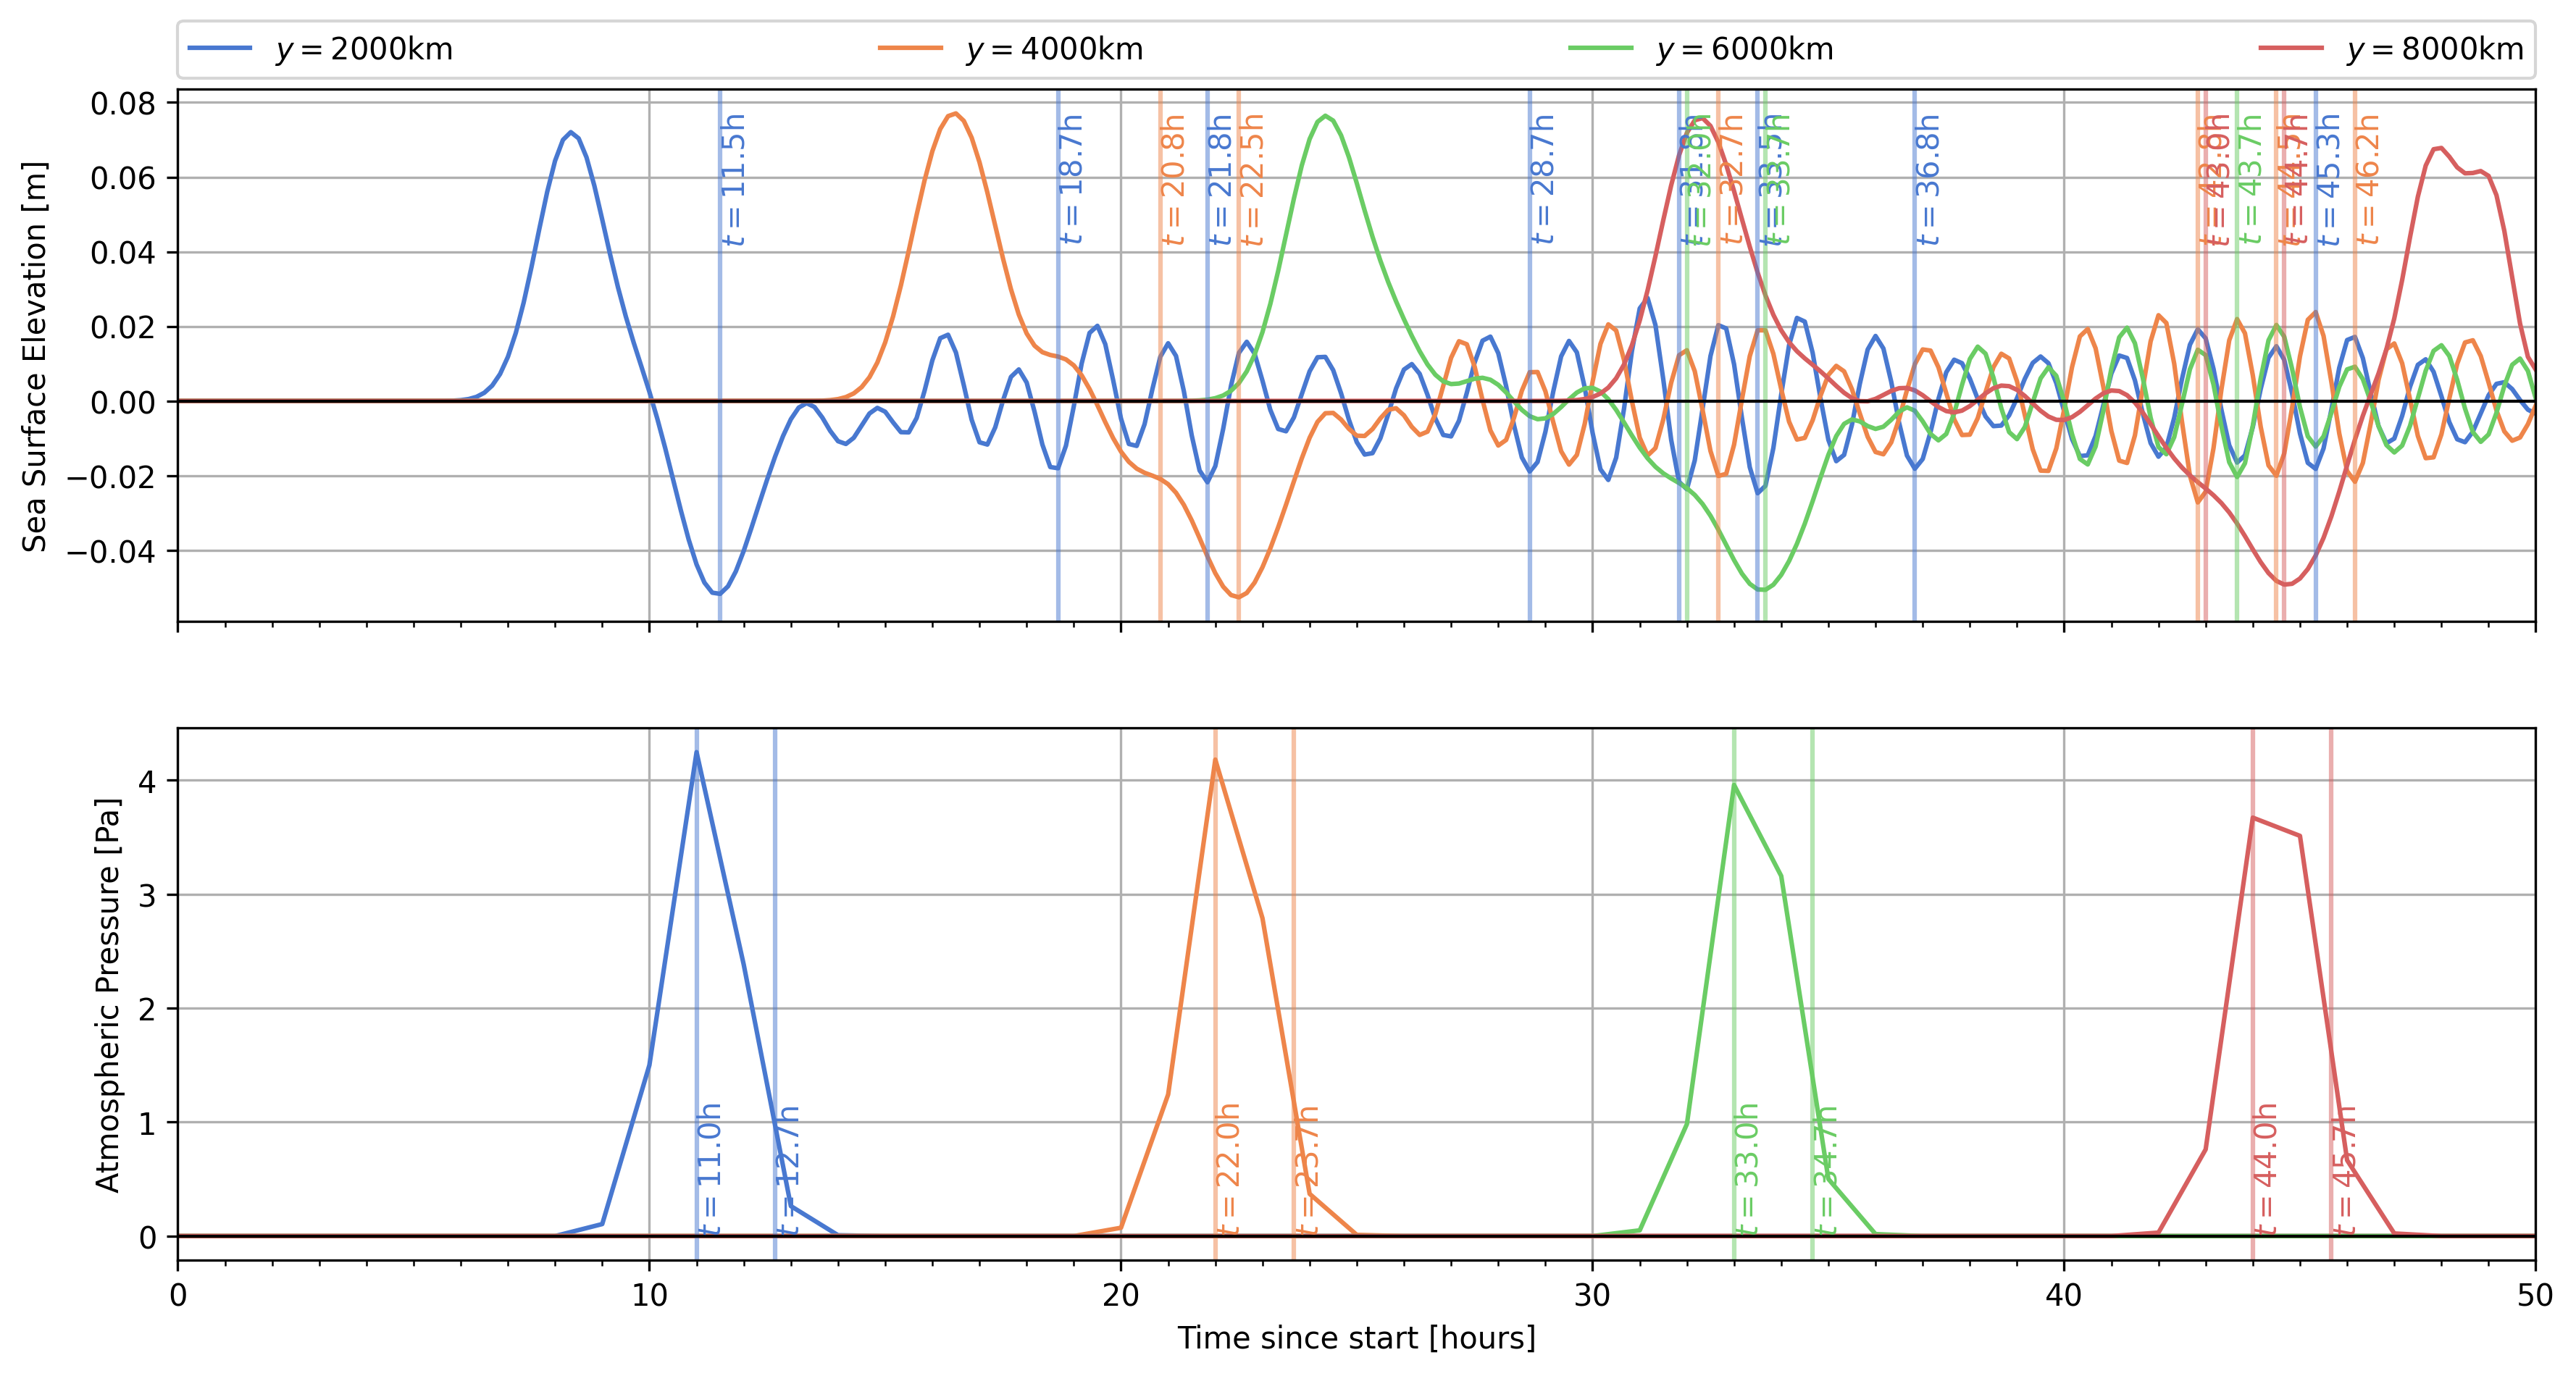 y = 2000km y = 4000km y = 6000km y = 8000km
Sea Surface Elevation [m]
0.08
0.06
0.04
0.02
0.00
−0.02
−0.04
t = 11.5h
t = 18.7h
t = 20.8h
t = 21.8h
t = 22.5h
t = 28.7h
t = 32.7h
t = 36.8h
t = 43.0h
t = 43.7h
t = 44.7h
t = 45.3h
t = 46.2h
Atmospheric Pressure [Pa]
4
3
2
1
0
t = 11.0h
t = 12.7h
t = 22.0h
t = 23.7h
t = 33.0h
t = 34.7h
t = 44.0h
t = 45.7h
0 10 20 30 40 50
Time since start [hours]